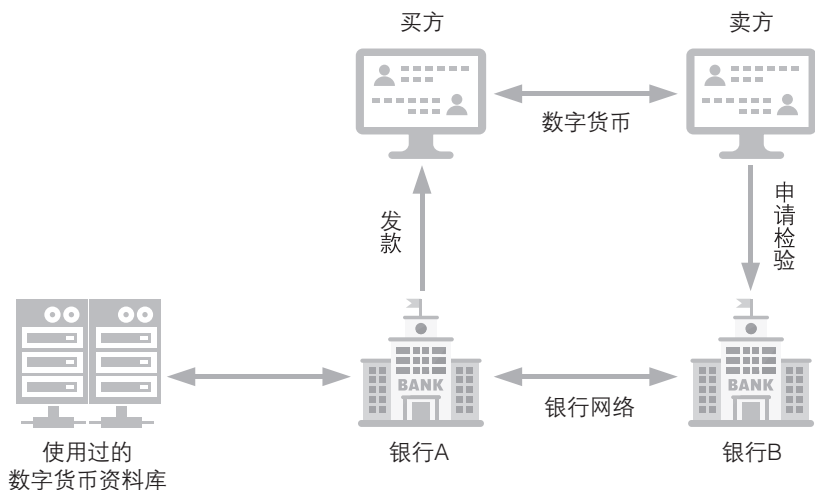 买方
卖方
数字货币
发款
申请检验
BANK
BANK
银行网络
使用过的
数字货币资料库
银行A
银行B